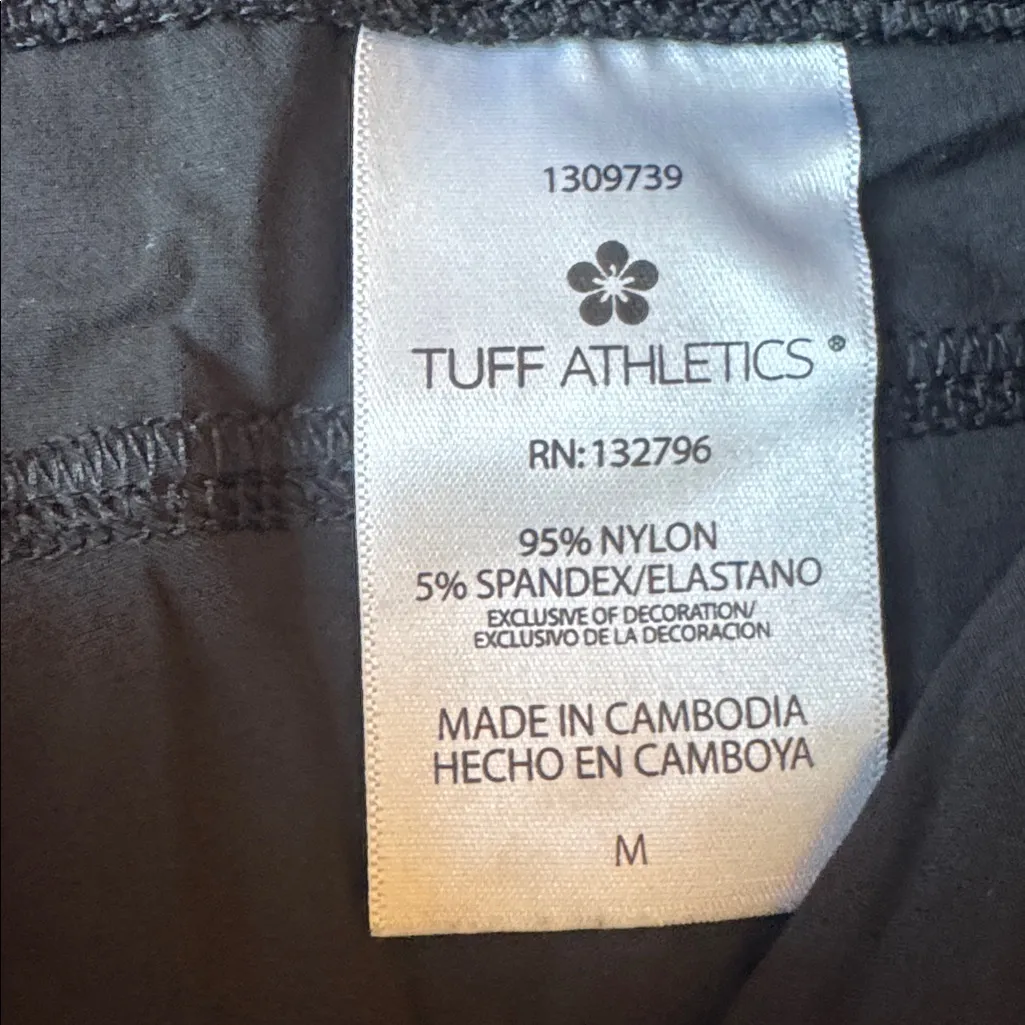 1309739
TUFF ATHLETICS®
RN: 132796
95% NYLON
5% SPANDEX/ELASTANO
EXCLUSIVE OF DECORATION/
EXCLUSIVO DE LA DECORACION
MADE IN CAMBODIA
HECHO EN CAMBOYA
M